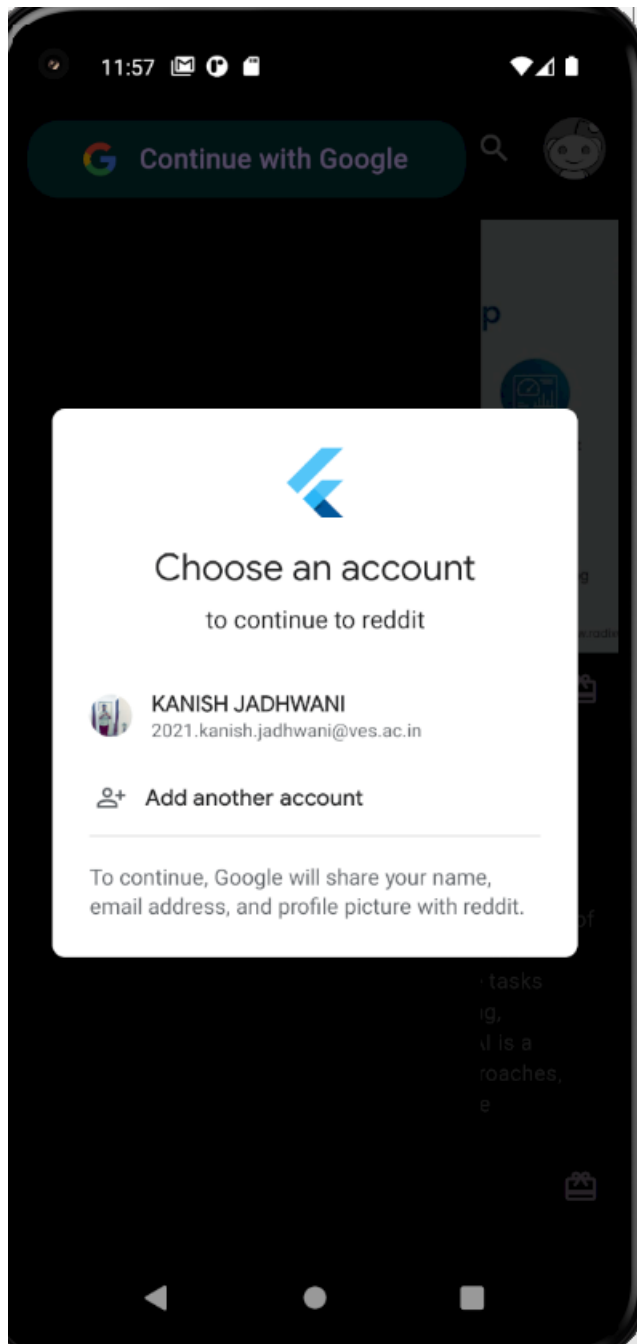 11:57
Continue with Google
p
Choose an account
to continue to reddit
KANISH JADHWANI
2021.kanish.jadhwani@ves.ac.in
Add another account
To continue, Google will share your name,
email address, and profile picture with reddit.
of
tasks
AI is a
roaches,
e